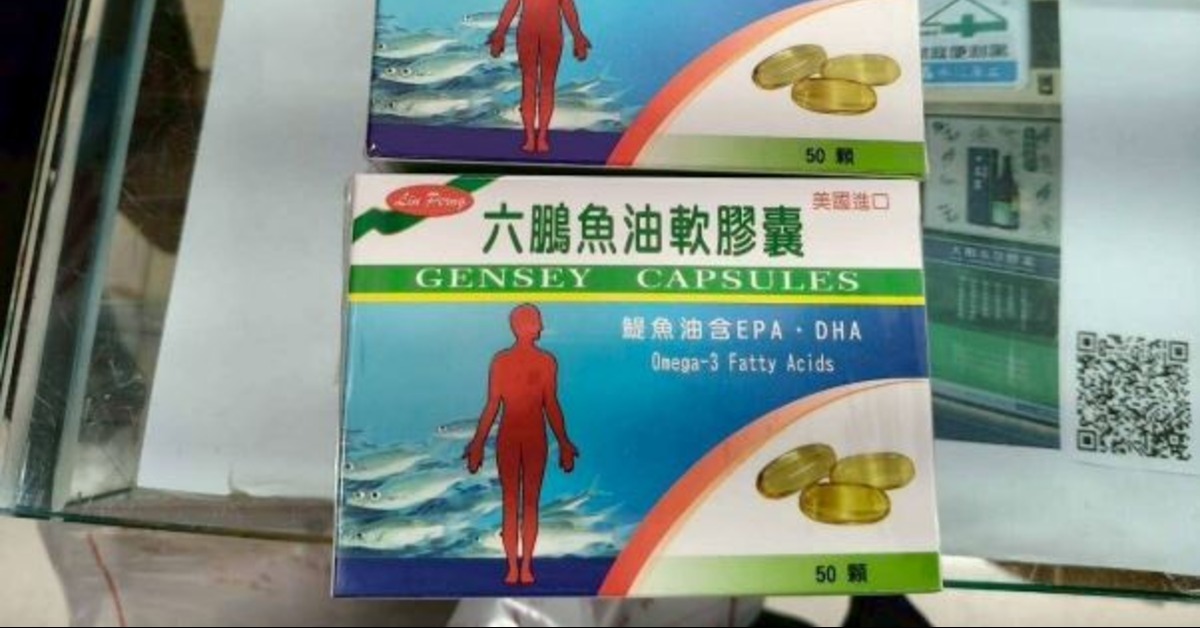 50 顆
Lin Perng
六鵬魚油軟膠囊
美國進口
GENSEY CAPSULES
鯷魚油含EPA·DHA
Omega-3 Fatty Acids
50 顆